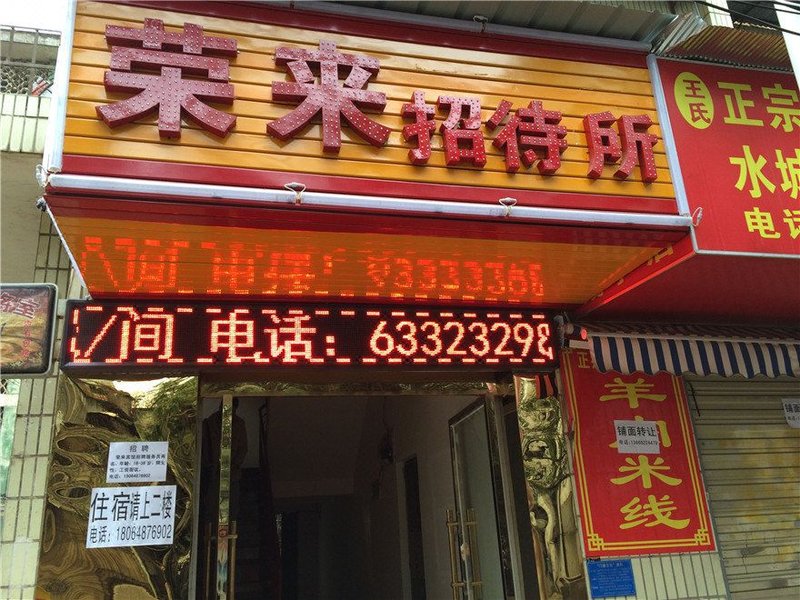 荣来招待所
王氏
正宗
水城
电话
间 电话：63323298
招聘
住宿请上二楼
电话：18064876902
铺面转让
羊肉米线